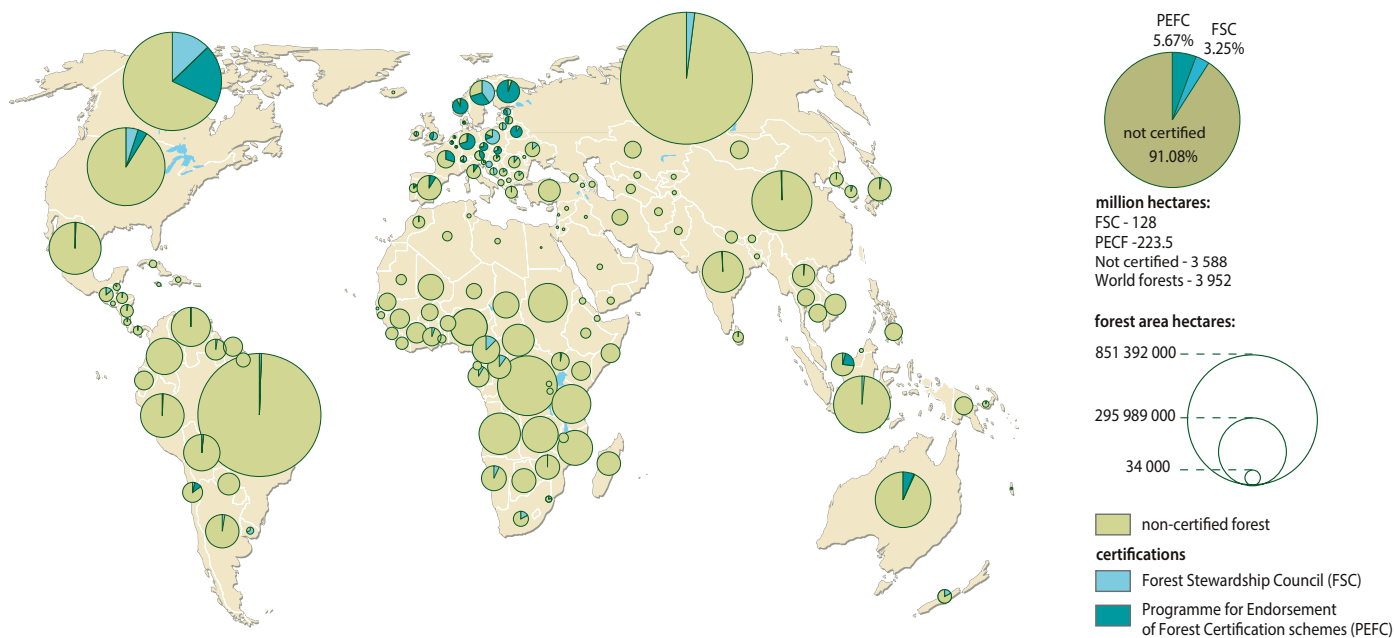 PEFC
5.67%
FSC
3.25%
not certified
91.08%
million hectares:
FSC - 128
PECF -223.5
Not certified - 3 588
World forests - 3 952
forest area hectares:
851 392 000
295 989 000
34 000
non-certified forest
certifications
Forest Stewardship Council (FSC)
Programme for Endorsement
of Forest Certification schemes (PEFC)